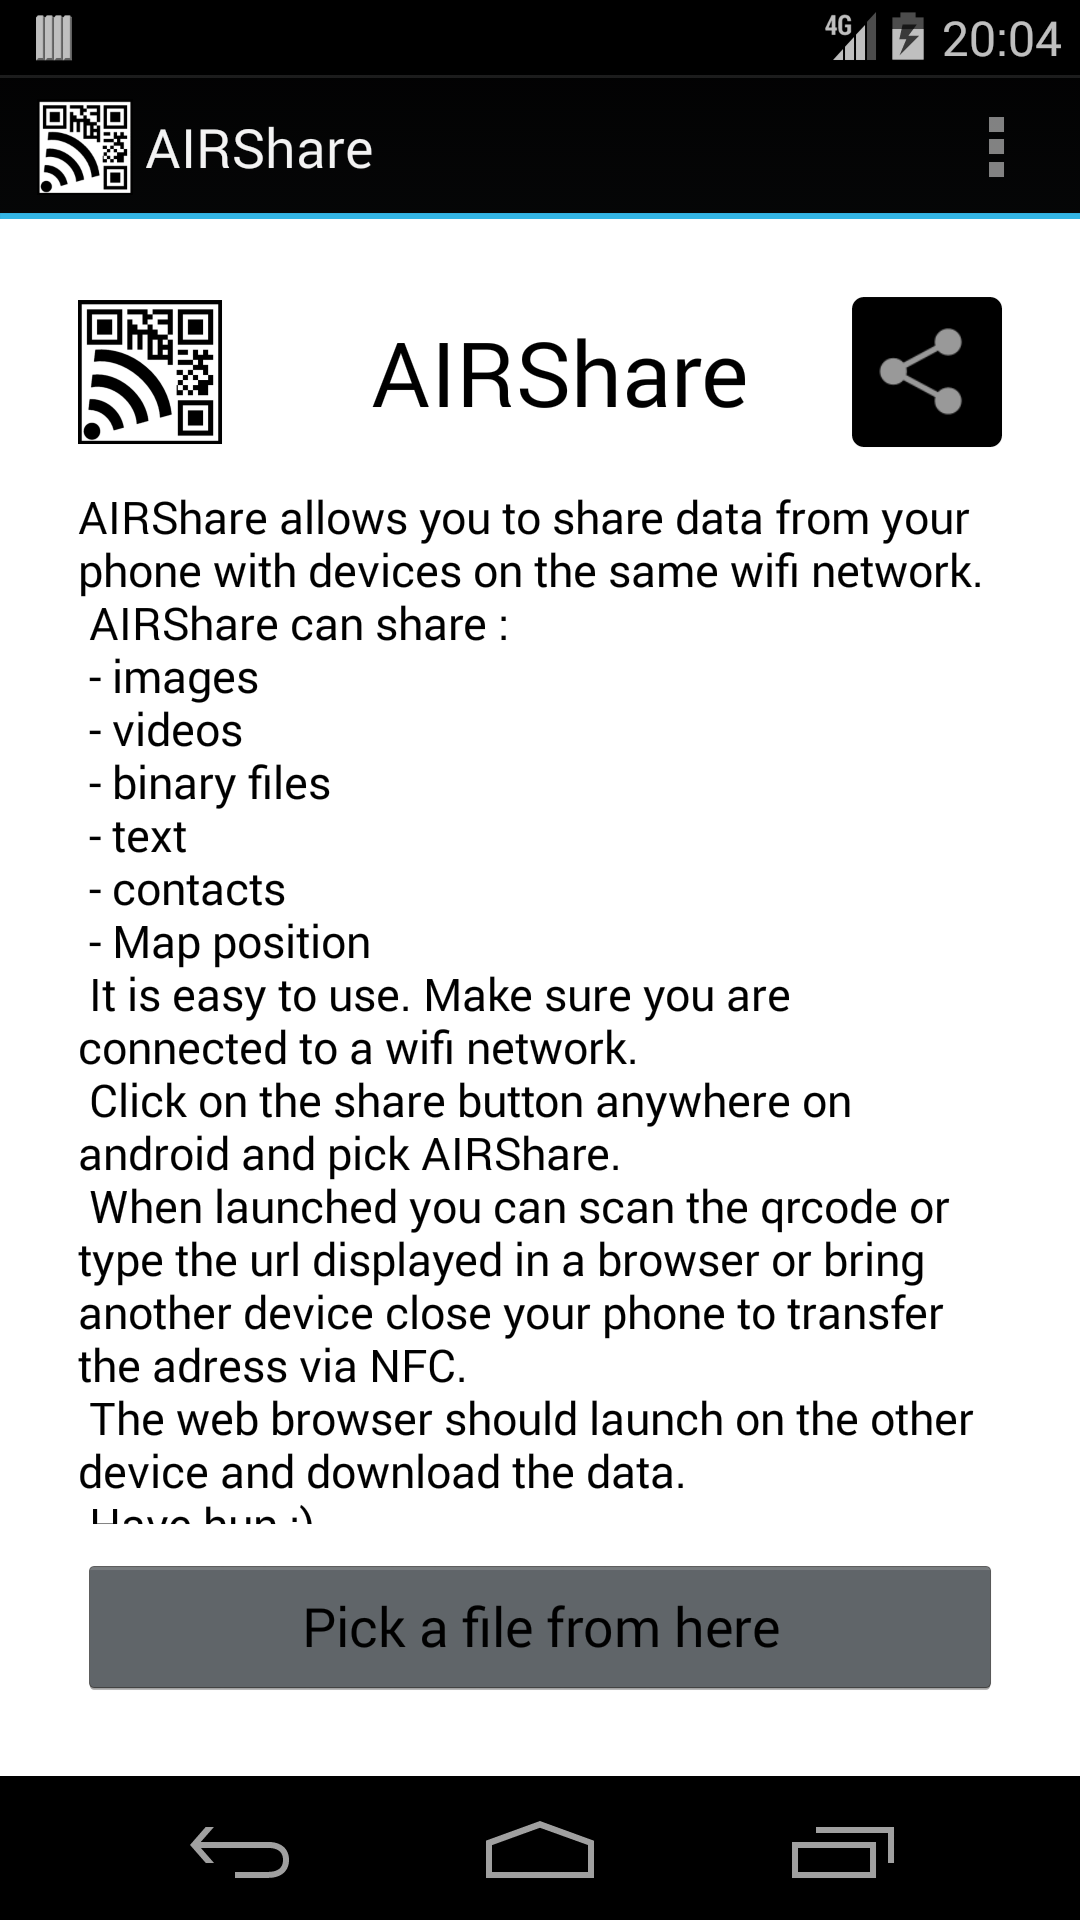 4G 20:04
AIRShare
AIRShare
AIRShare allows you to share data from your
phone with devices on the same wifi network.
AIRShare can share :
- images
- videos
- binary files
- text
- contacts
- Map position
It is easy to use. Make sure you are
connected to a wifi network.
Click on the share button anywhere on
android and pick AIRShare.
When launched you can scan the qrcode or
type the url displayed in a browser or bring
another device close your phone to transfer
the adress via NFC.
The web browser should launch on the other
device and download the data.
Have hun :)
Pick a file from here